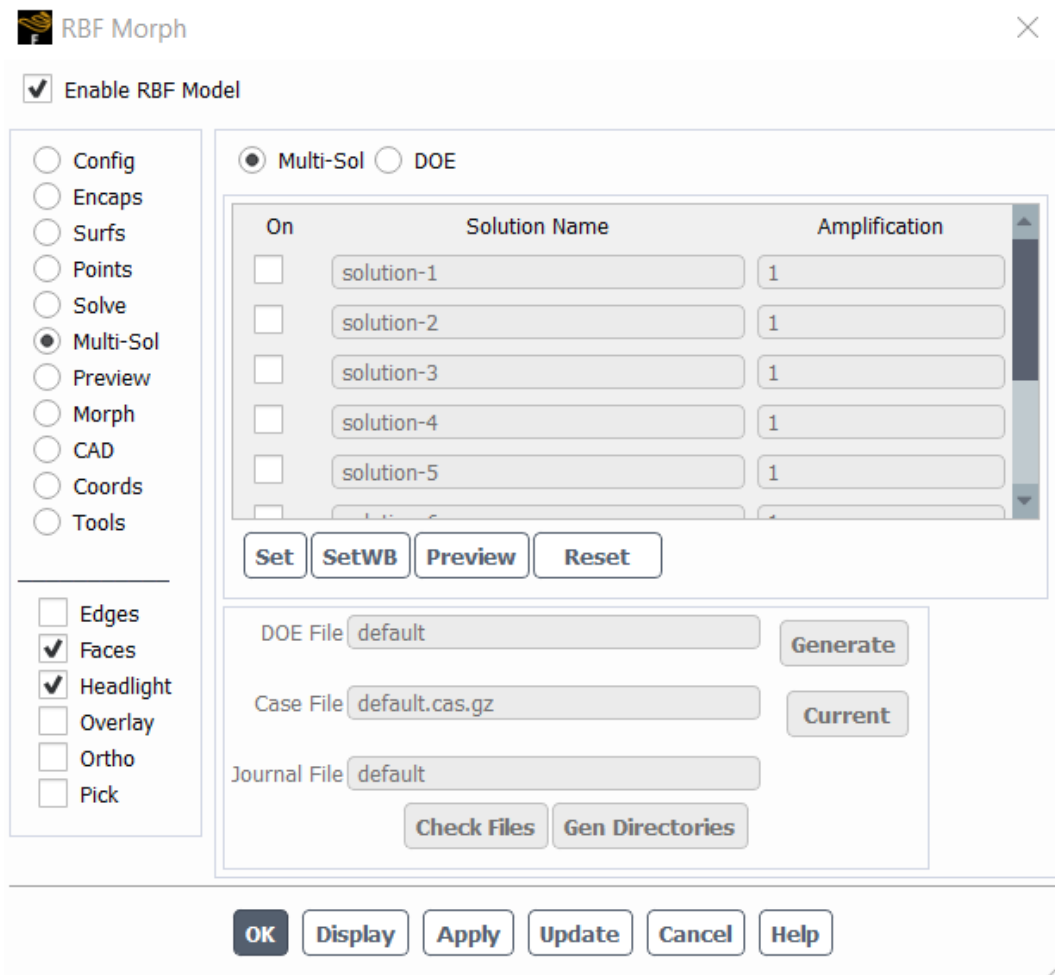 RBF Morph
F
Enable RBF Model
Config
Encaps
Surfs
Points
Solve
Multi-Sol
Preview
Morph
CAD
Coords
Tools
Edges
Faces
Headlight
Overlay
Ortho
Pick
Multi-Sol DOE
On Solution Name Amplification
solution-1 1
solution-2 1
solution-3 1
solution-4 1
solution-5 1
Set SetWB Preview Reset
DOE File default Generate
Case File default.cas.gz Current
Journal File default
Check Files Gen Directories
OK Display Apply Update Cancel Help